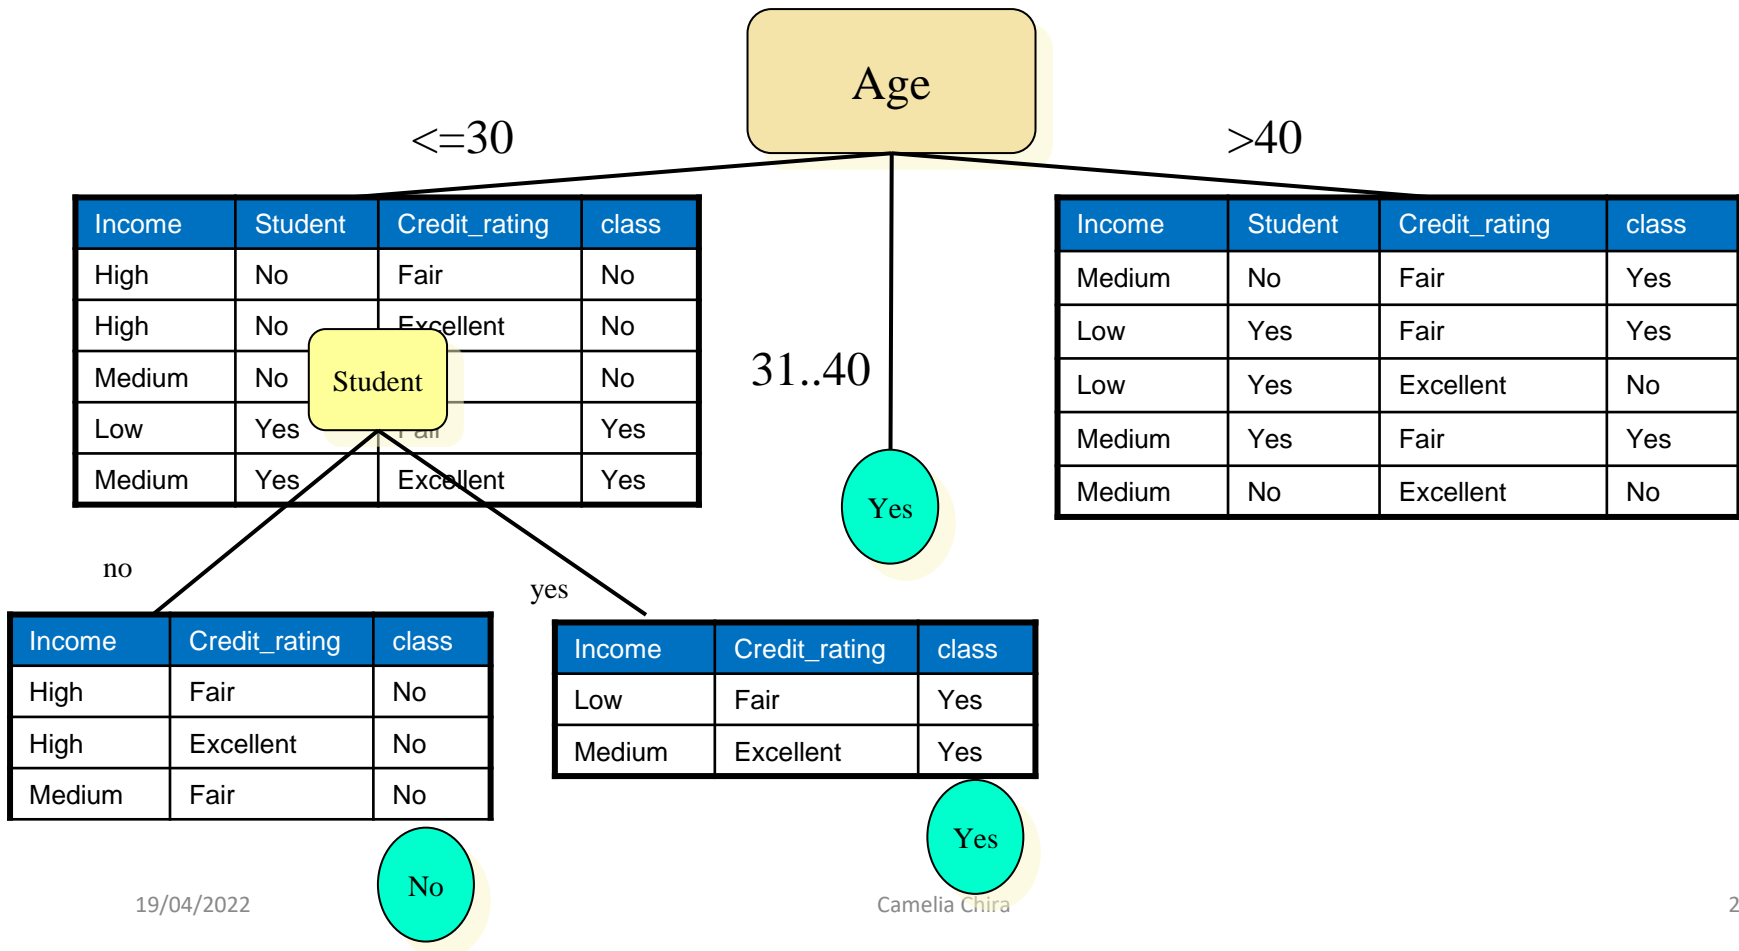 Age
<=30
>40
31..40
Income Student Credit_rating class
High No Fair No
High No Excellent No
Medium No No
Low Yes Fair Yes
Medium Yes Excellent Yes
Student
Income Student Credit_rating class
Medium No Fair Yes
Low Yes Fair Yes
Low Yes Excellent No
Medium Yes Fair Yes
Medium No Excellent No
Yes
no
yes
Income Credit_rating class
High Fair No
High Excellent No
Medium Fair No
Income Credit_rating class
Low Fair Yes
Medium Excellent Yes
No
Yes
19/04/2022
Camelia Chira
2